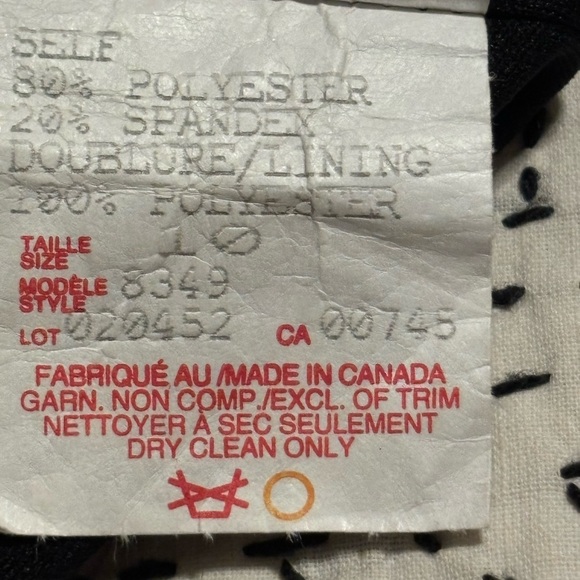 SELF
80% POLYESTER
20% SPANDEX
DOUBLURE/LINING
100% POLYESTER
TAILLE
SIZE 10
MODÈLE
STYLE 8349
LOT 020452 CA 00745
FABRIQUÉ AU /MADE IN CANADA
GARN. NON COMP./EXCL. OF TRIM
NETTOYER À SEC SEULEMENT
DRY CLEAN ONLY